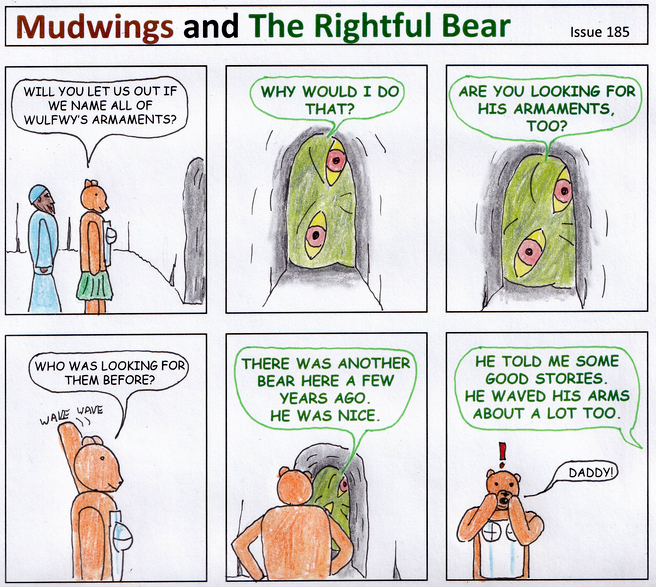 Mudwings and The Rightful Bear
Issue 185
WILL YOU LET US OUT IF
WE NAME ALL OF
WULFWY'S ARMAMENTS?
WHY WOULD I DO
THAT?
ARE YOU LOOKING FOR
HIS ARMAMENTS,
TOO?
WHO WAS LOOKING FOR
THEM BEFORE?
WAVE WAVE
THERE WAS ANOTHER
BEAR HERE A FEW
YEARS AGO.
HE WAS NICE.
HE TOLD ME SOME
GOOD STORIES.
HE WAVED HIS ARMS
ABOUT A LOT TOO.
!
DADDY!